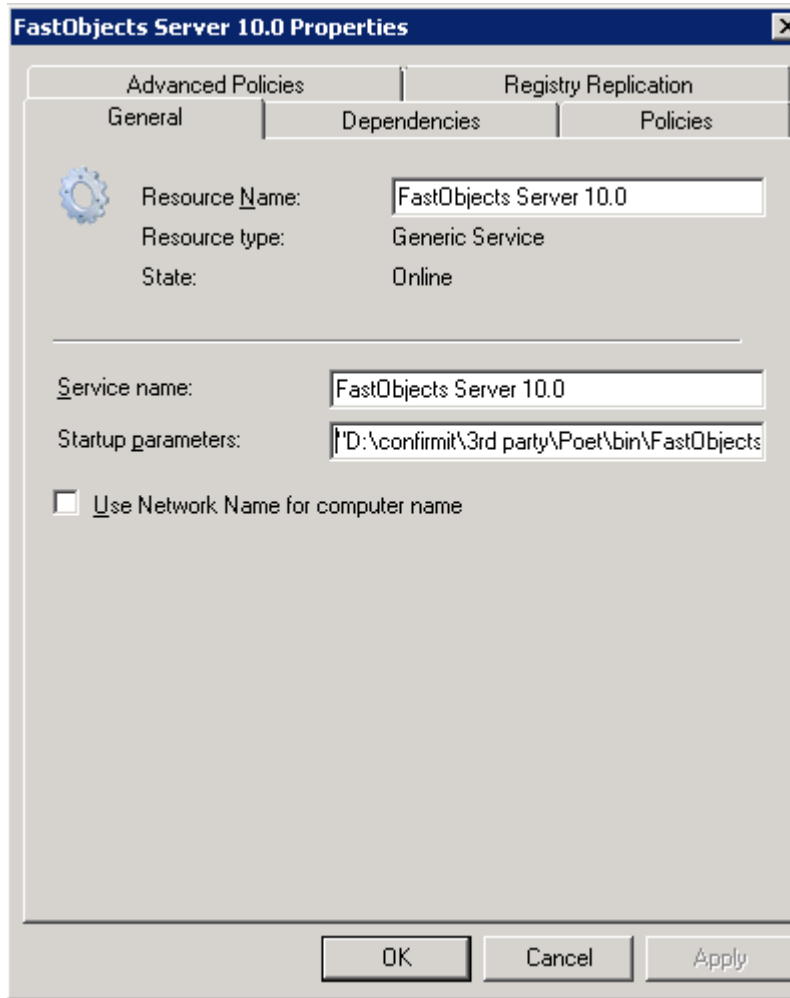 FastObjects Server 10.0 Properties
Advanced Policies Registry Replication
General Dependencies Policies
Resource Name: FastObjects Server 10.0
Resource type: Generic Service
State: Online
Service name: FastObjects Server 10.0
Startup parameters: "D:\confirmit\3rd party\Poet\bin\FastObjects
Use Network Name for computer name
OK Cancel Apply